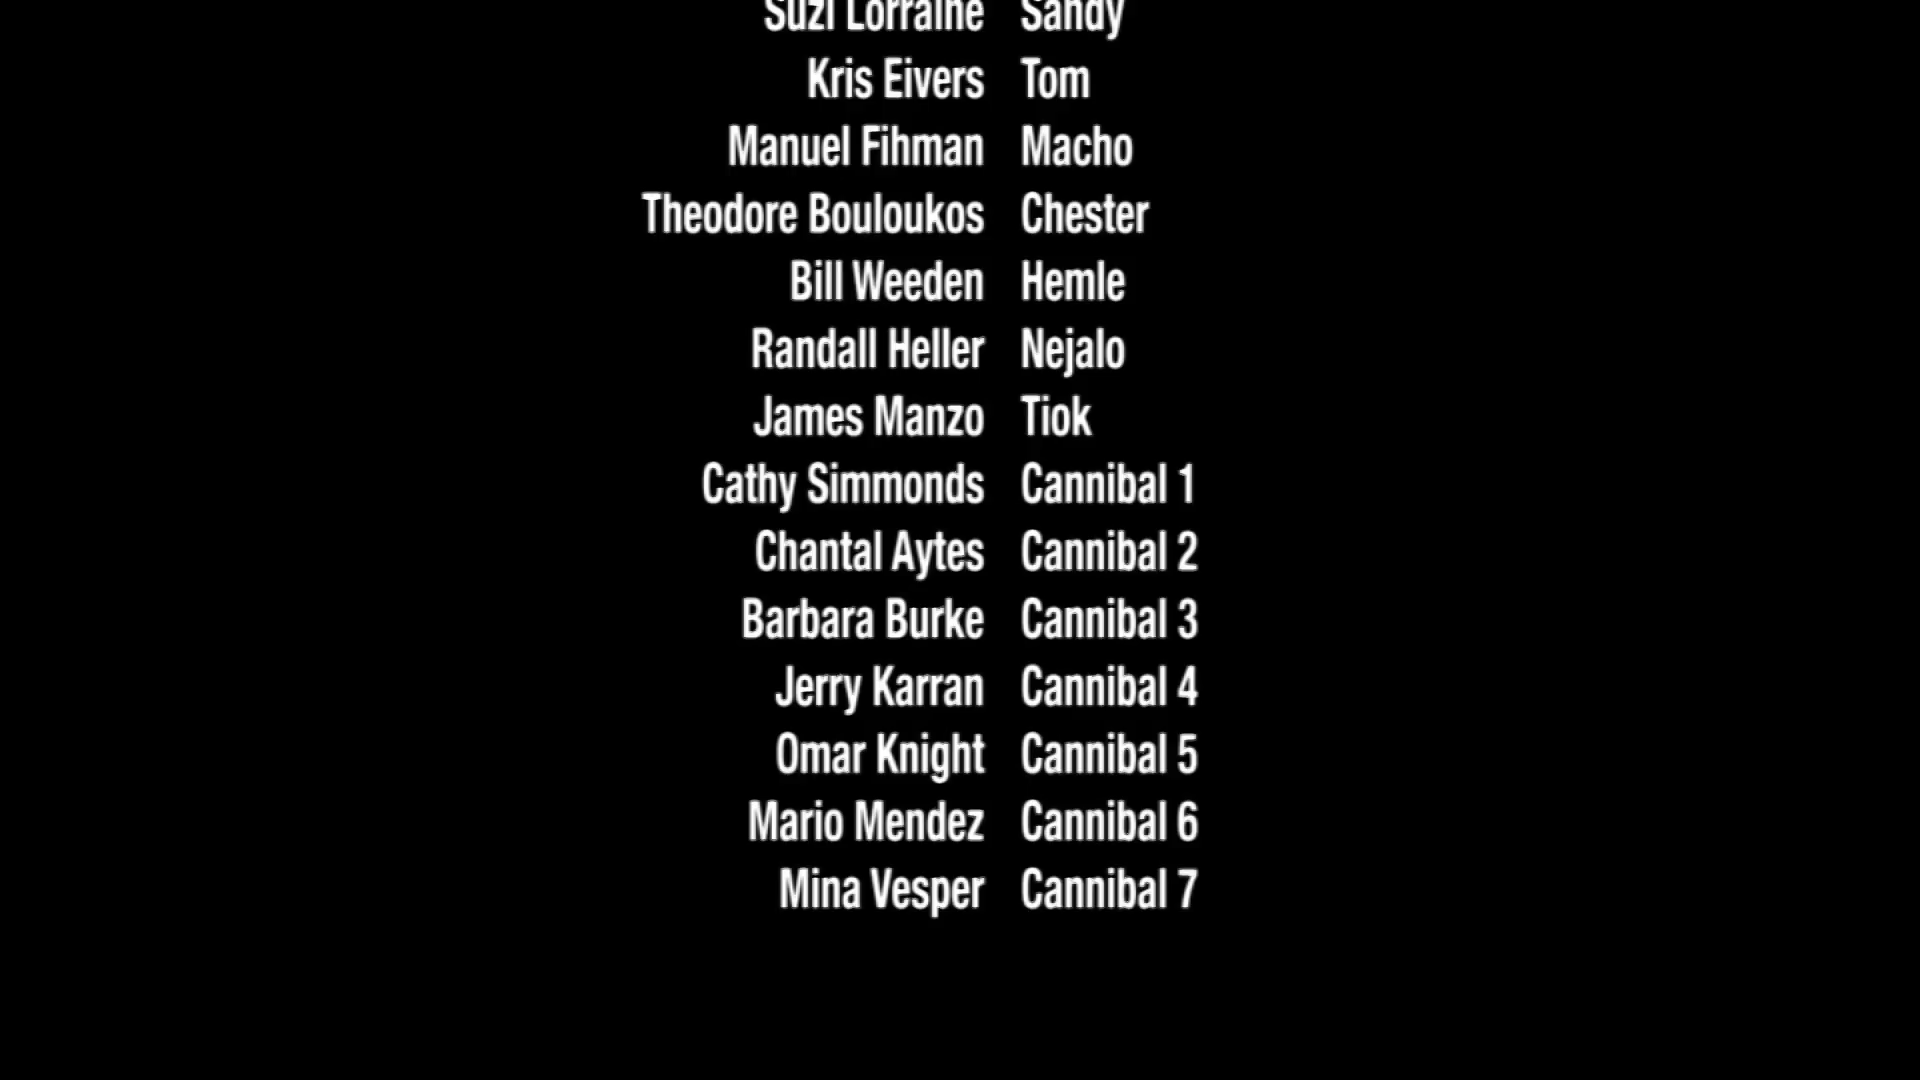 Suzi Lorraine Sandy
Kris Eivers Tom
Manuel Fihman Macho
Theodore Bouloukos Chester
Bill Weeden Hemle
Randall Heller Nejalo
James Manzo Tiok
Cathy Simmonds Cannibal 1
Chantal Aytes Cannibal 2
Barbara Burke Cannibal 3
Jerry Karran Cannibal 4
Omar Knight Cannibal 5
Mario Mendez Cannibal 6
Mina Vesper Cannibal 7